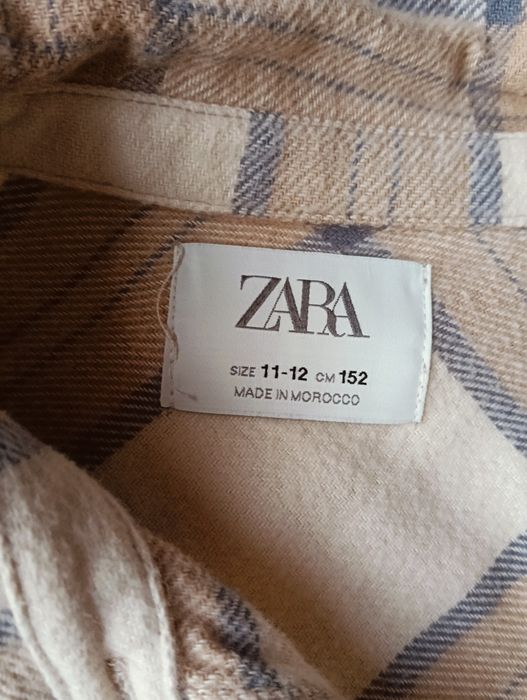 ZARA
SIZE 11-12 CM 152
MADE IN MOROCCO